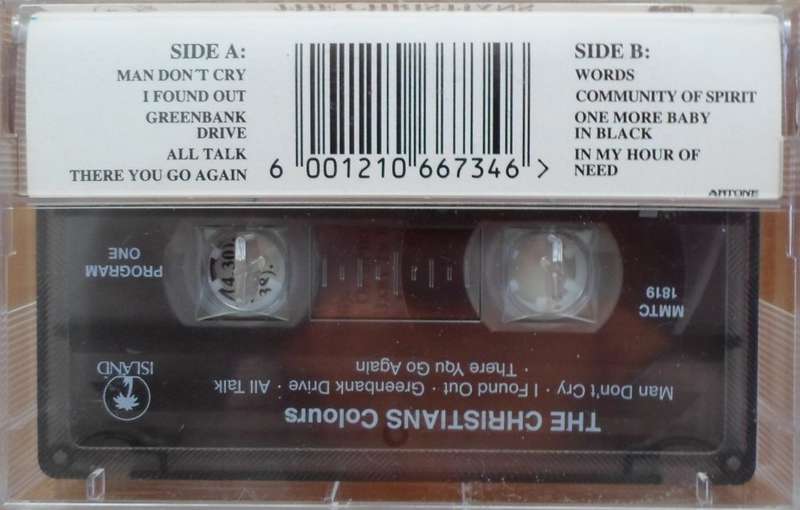 THE CHRISTIANS
SIDE A:
MAN DON'T CRY
I FOUND OUT
GREENBANK
DRIVE
ALL TALK
THERE YOU GO AGAIN
6 001210 667346 >
SIDE B:
WORDS
COMMUNITY OF SPIRIT
ONE MORE BABY
IN BLACK
IN MY HOUR OF
NEED
ARTONE
THE CHRISTIANS Colours
Man Don't Cry · I Found Out · Greenbank Drive · All Talk
· There You Go Again
ISLAND
MMTC
1819
PROGRAM
ONE